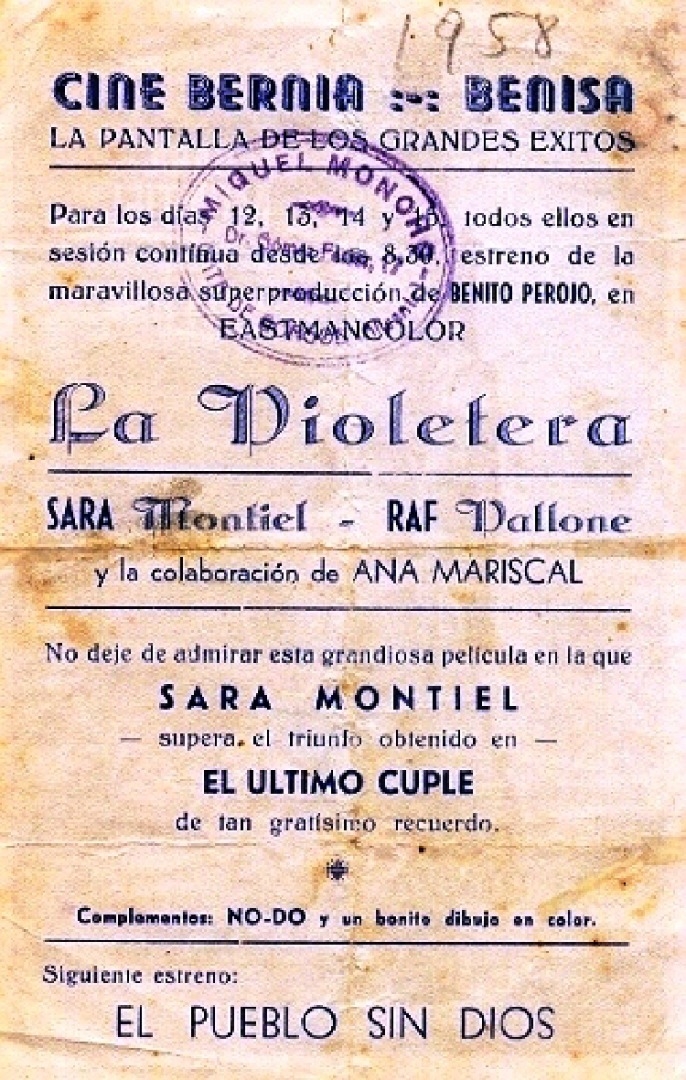 1958
CINE BERNIA :-: BENISA
LA PANTALLA DE LOS GRANDES EXITOS
MIQUEL
Para los días 12, 13, 14 y 15, todos ellos en
sesión contínua desde las 8,30, estreno de la
maravillosa superproducción de BENITO PEROJO, en
EASTMANCOLOR
La Violetera
SARA Montiel - RAF Vallone
y la colaboración de ANA MARISCAL
No deje de admirar esta grandiosa película en la que
SARA MONTIEL
— supera el triunfo obtenido en —
EL ULTIMO CUPLE
de tan gratísimo recuerdo.
Complementos: NO-DO y un bonito dibujo en color.
Siguiente estreno:
EL PUEBLO SIN DIOS